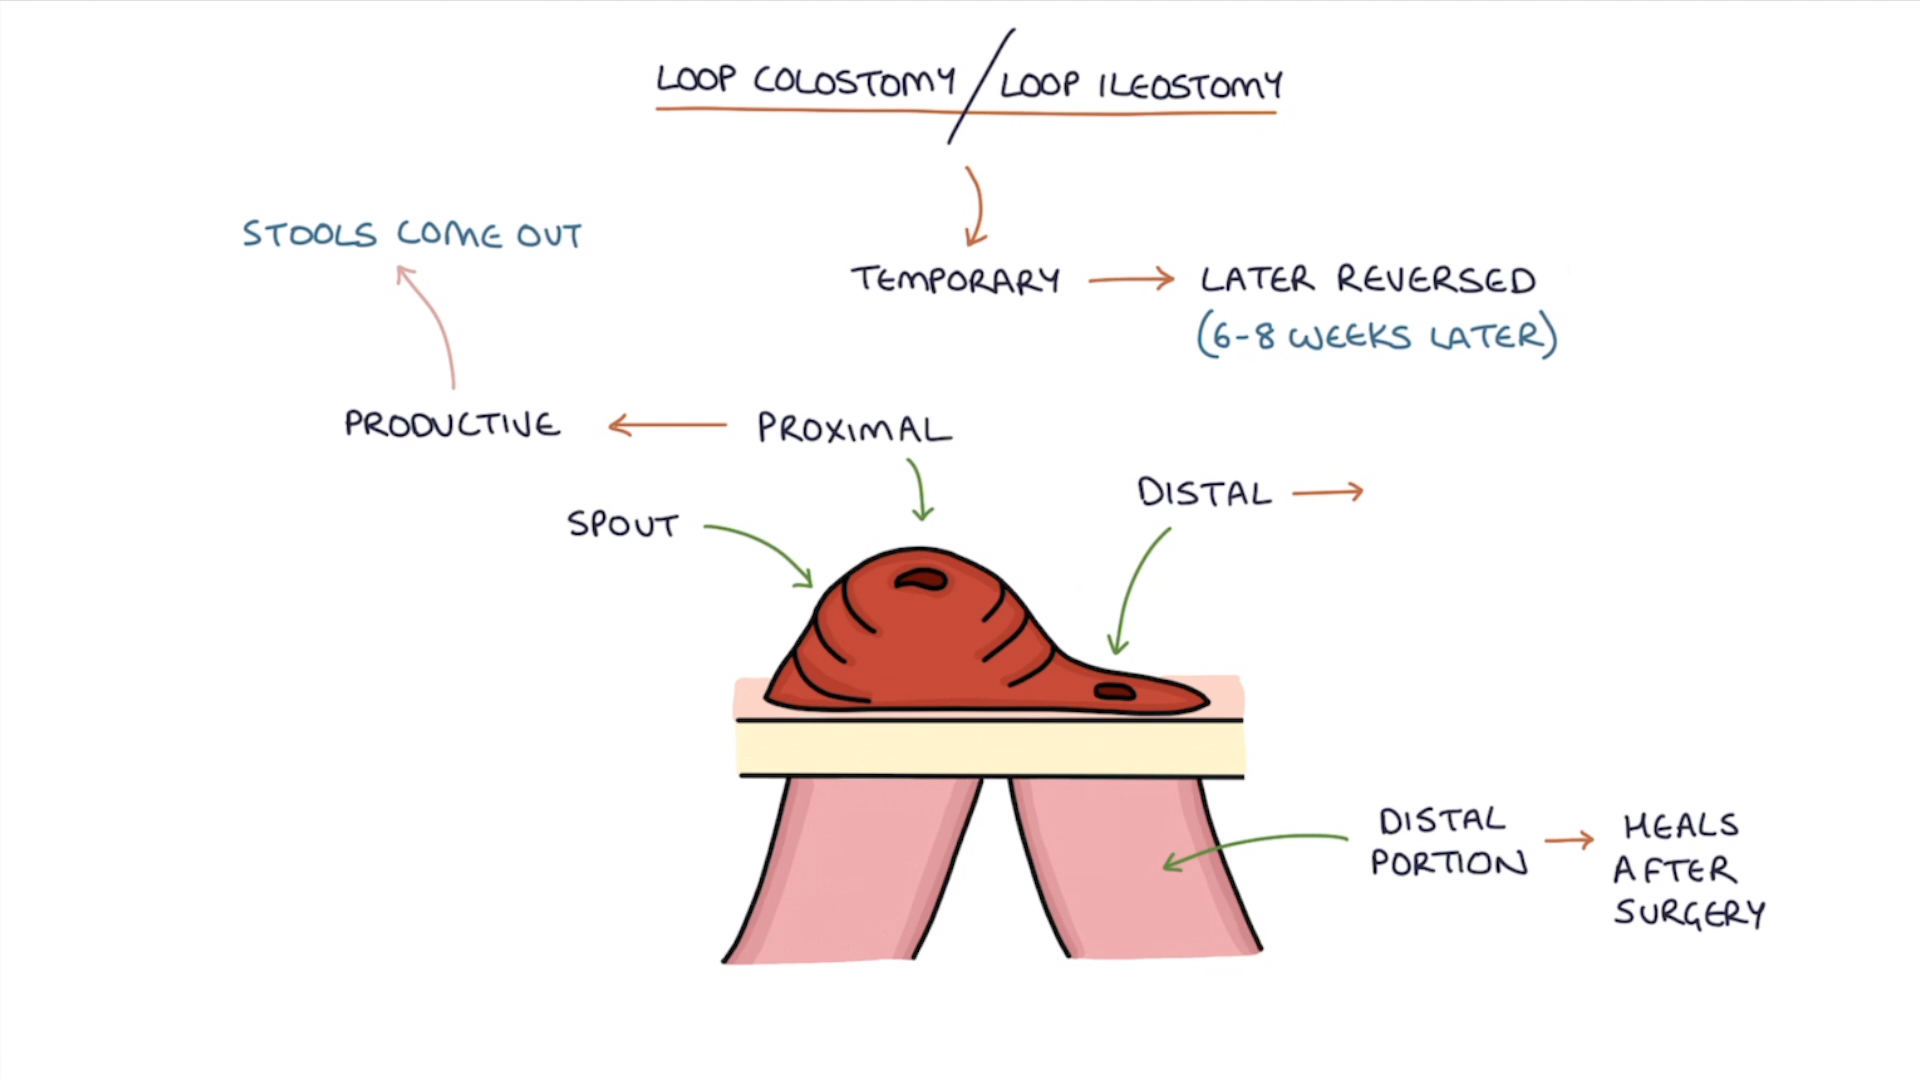 LOOP COLOSTOMY / LOOP ILEOSTOMY
STOOLS COME OUT
TEMPORARY → LATER REVERSED
(6-8 WEEKS LATER)
PRODUCTIVE ← PROXIMAL
DISTAL →
SPOUT
DISTAL
PORTION →
HEALS
AFTER
SURGERY